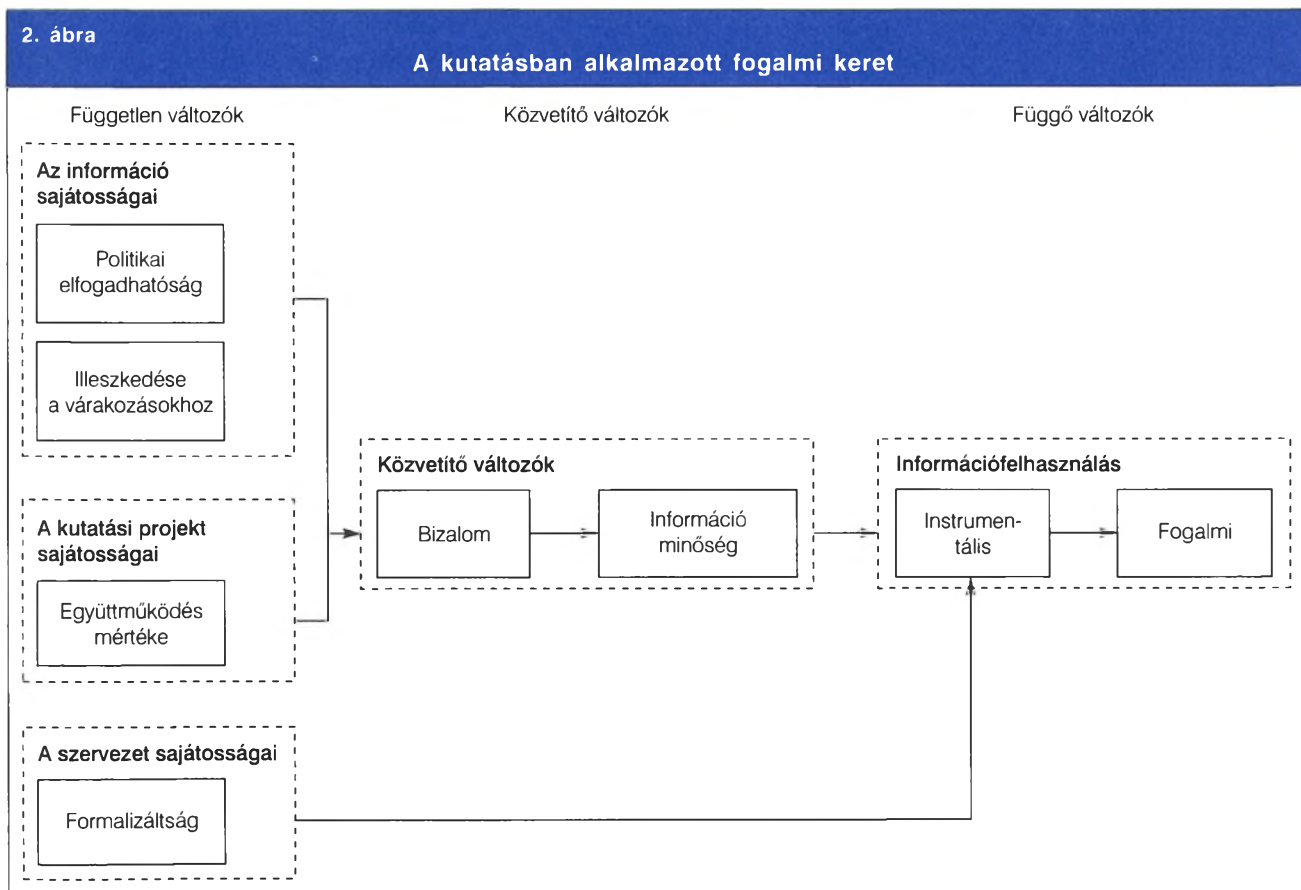 2. ábra
A kutatásban alkalmazott fogalmi keret
Független változók
Közvetítő változók
Függő változók
Az információ
sajátosságai
Politikai
elfogadhatóság
Illeszkedése
a várakozásokhoz
A kutatási projekt
sajátosságai
Együttműködés
mértéke
A szervezet sajátosságai
Formalizáltság
Közvetítő változók
Bizalom
Információ
minőség
Információfelhasználás
Instrumen-
tális
Fogalmi